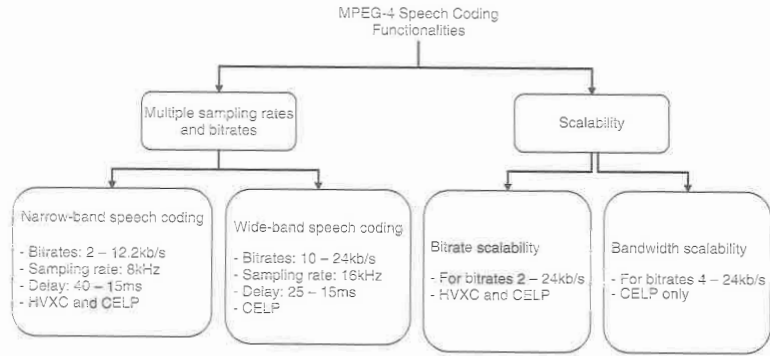 MPEG-4 Speech Coding
Functionalities
Multiple sampling rates
and bitrates
Scalability
Narrow-band speech coding
- Bitrates: 2 – 12.2kb/s
- Sampling rate: 8kHz
- Delay: 40 – 15ms
- HVXC and CELP
Wide-band speech coding
- Bitrates: 10 – 24kb/s
- Sampling rate: 16kHz
- Delay: 25 – 15ms
- CELP
Bitrate scalability
- For bitrates 2 – 24kb/s
- HVXC and CELP
Bandwidth scalability
- For bitrates 4 – 24kb/s
- CELP only